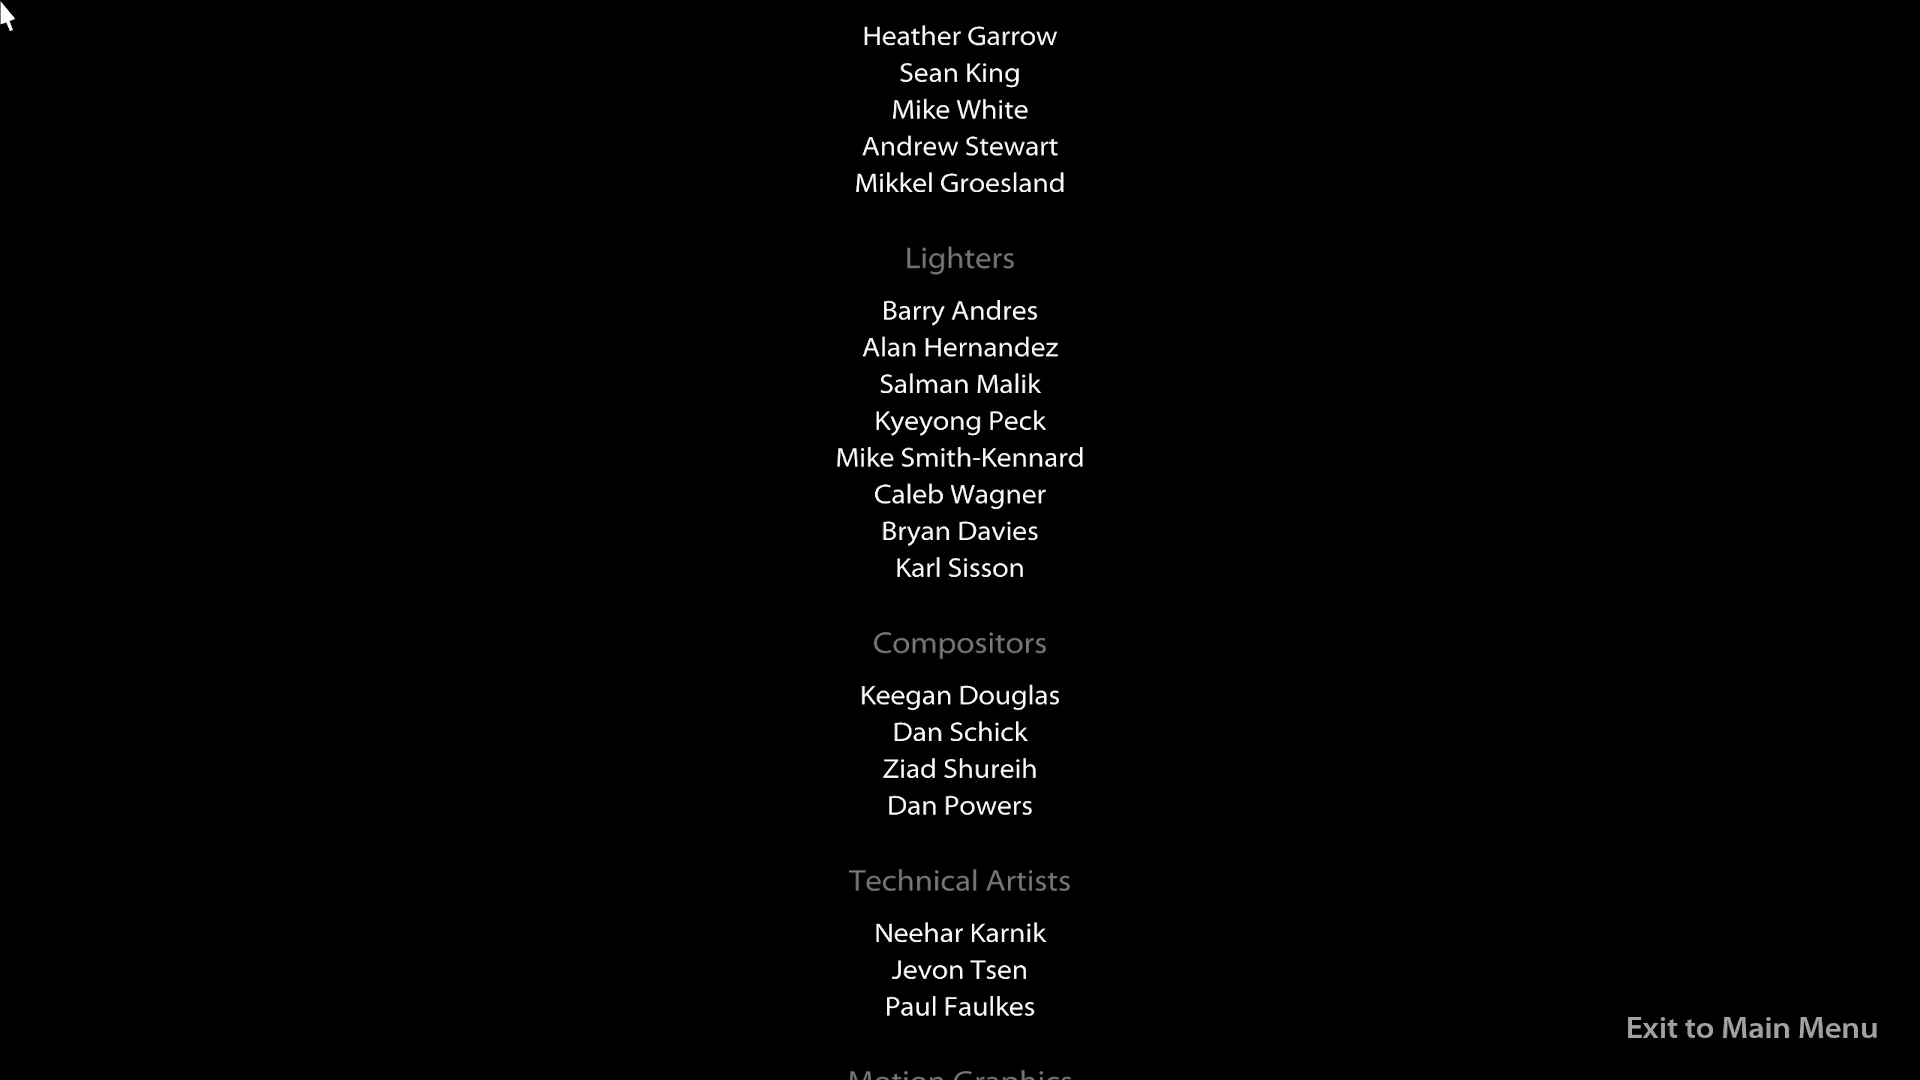 Heather Garrow
Sean King
Mike White
Andrew Stewart
Mikkel Groesland
Lighters
Barry Andres
Alan Hernandez
Salman Malik
Kyeyong Peck
Mike Smith-Kennard
Caleb Wagner
Bryan Davies
Karl Sisson
Compositors
Keegan Douglas
Dan Schick
Ziad Shureih
Dan Powers
Technical Artists
Neehar Karnik
Jevon Tsen
Paul Faulkes
Exit to Main Menu
Motion Graphics